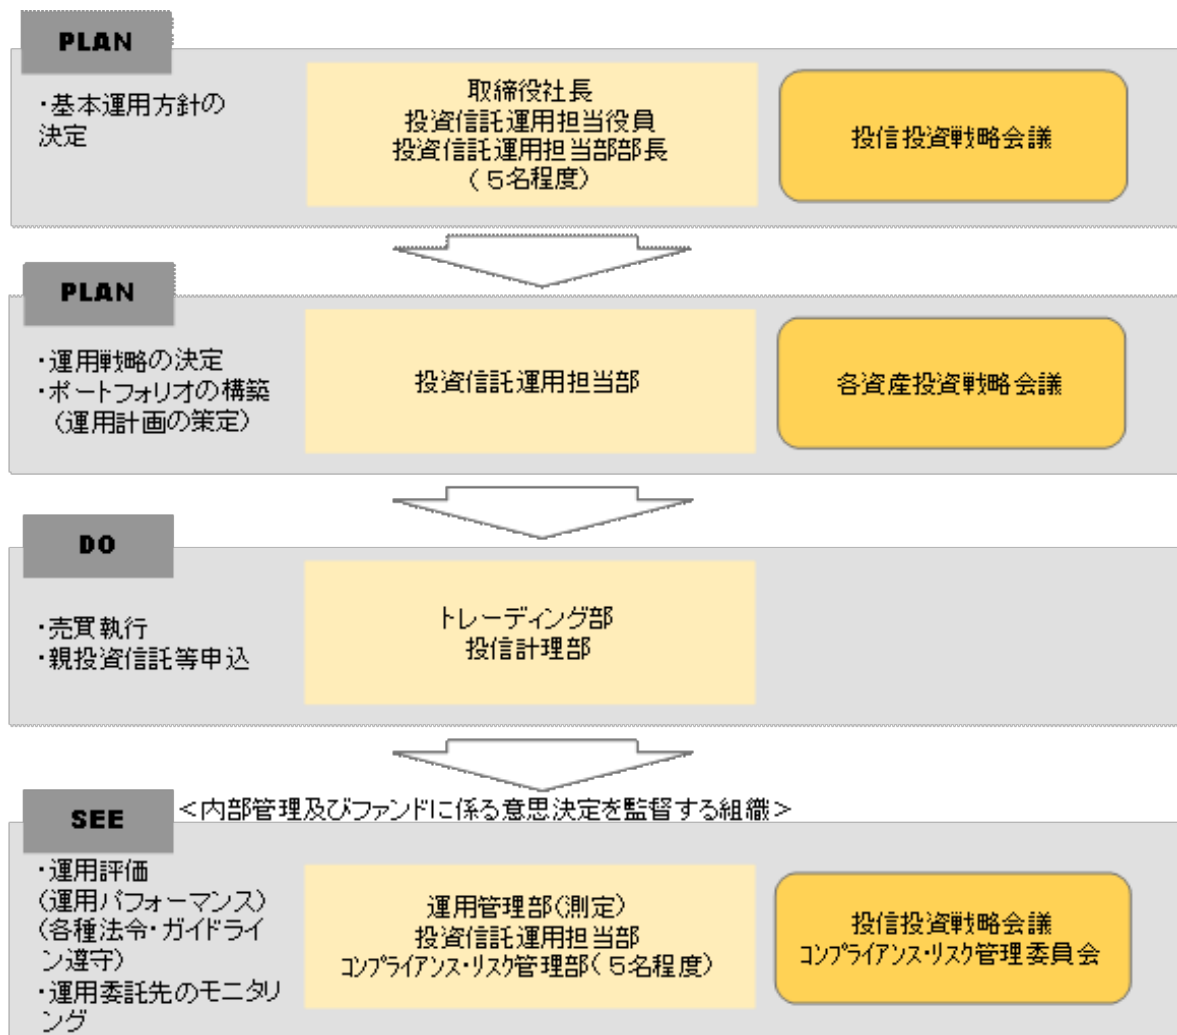 PLAN
・基本運用方針の
決定
取締役社長
投資信託運用担当役員
投資信託運用担当部部長
(5名程度)
投信投資戦略会議
PLAN
・運用戦略の決定
・ポートフォリオの構築
(運用計画の策定)
投資信託運用担当部
各資産投資戦略会議
DO
・売買執行
・親投資信託等申込
トレーディング部
投信計理部
SEE
<内部管理及びファンドに係る意思決定を監督する組織>
・運用評価
(運用パフォーマンス)
(各種法令・ガイドライ
ン遵守)
・運用委託先のモニタリ
ング
運用管理部(測定)
投資信託運用担当部
コンプライアンス・リスク管理部(5名程度)
投信投資戦略会議
コンプライアンス・リスク管理委員会